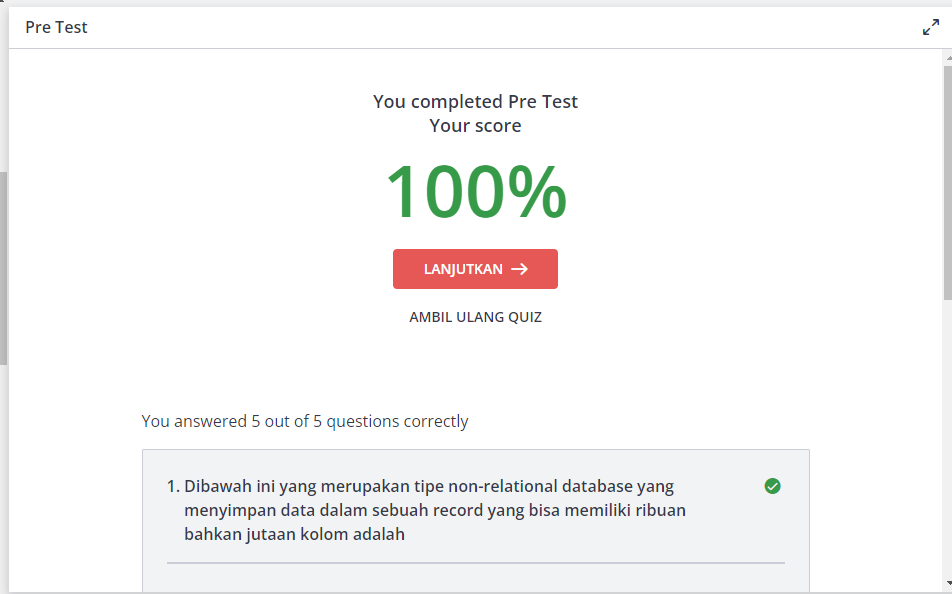 Pre Test
You completed Pre Test
Your score
100%
LANJUTKAN →
AMBIL ULANG QUIZ
You answered 5 out of 5 questions correctly
1. Dibawah ini yang merupakan tipe non-relational database yang
menyimpan data dalam sebuah record yang bisa memiliki ribuan
bahkan jutaan kolom adalah